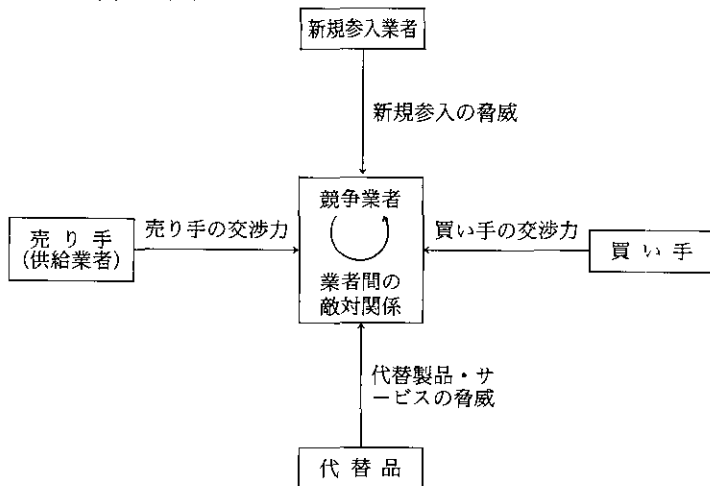 新規参入業者
新規参入の脅威
競争業者
売り手の交渉力
買い手の交渉力
売り手
(供給業者)
買い手
業者間の
敵対関係
代替製品・サ
ービスの脅威
代替品